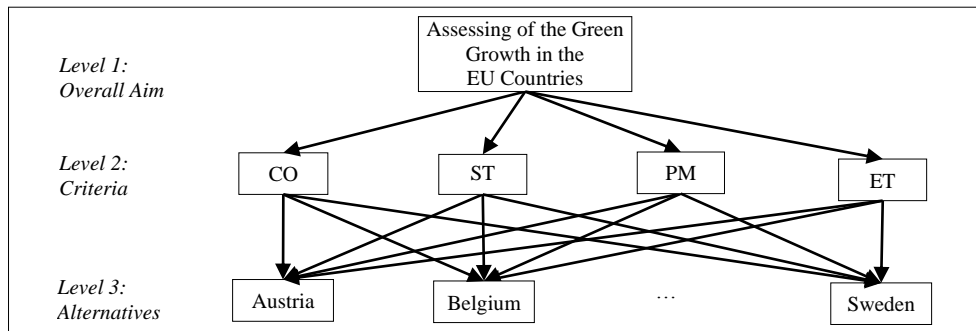 Assessing of the Green
Growth in the
EU Countries
Level 1:
Overall Aim
Level 2:
Criteria
CO
ST
PM
ET
Level 3:
Alternatives
Austria
Belgium
...
Sweden